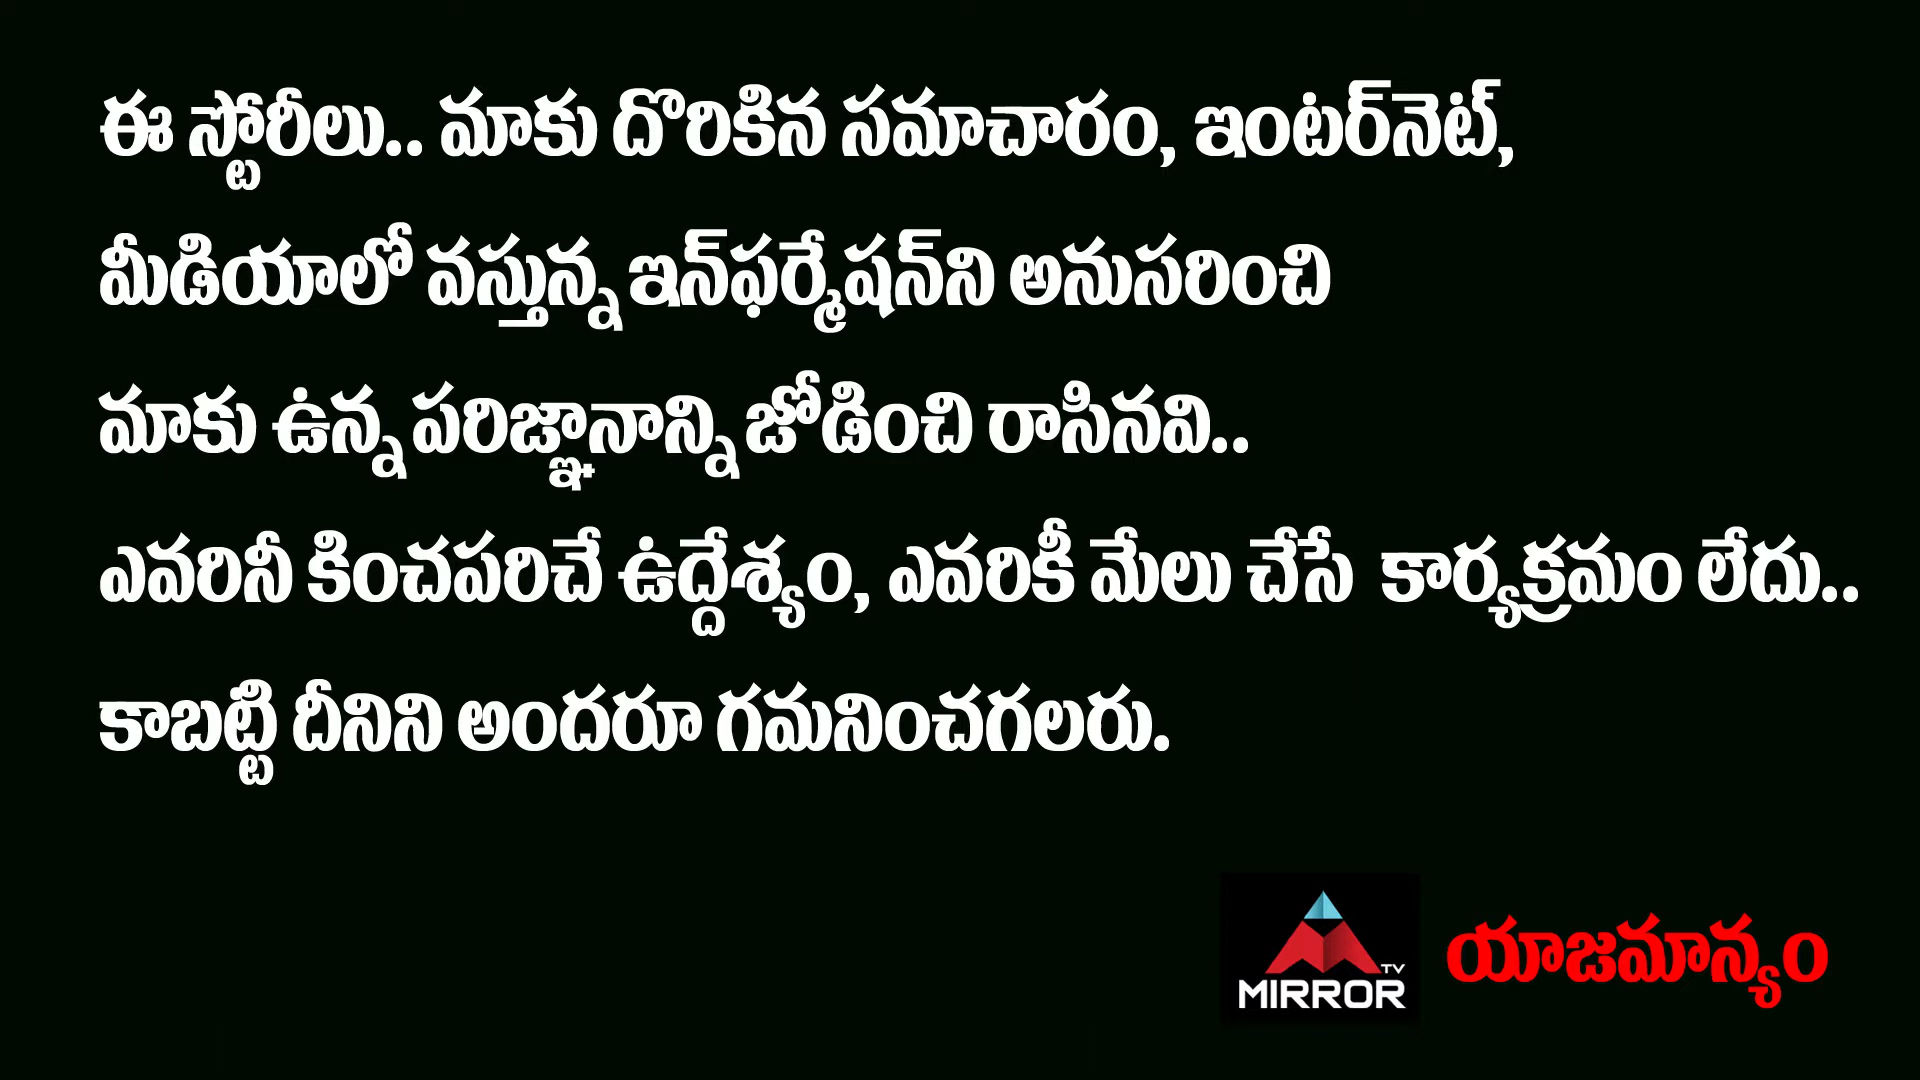 ఈ స్టోరీలు.. మాకు దొరికిన సమాచారం, ఇంటర్‌నెట్,
మీడియాలో వస్తున్న ఇన్‌ఫర్మేషన్‌ని అనుసరించి
మాకు ఉన్న పరిజ్ఞానాన్ని జోడించి రాసినవి..
ఎవరినీ కించపరిచే ఉద్దేశ్యం, ఎవరికీ మేలు చేసే కార్యక్రమం లేదు..
కాబట్టి దీనిని అందరూ గమనించగలరు.
TV
MIRROR
యాజమాన్యం